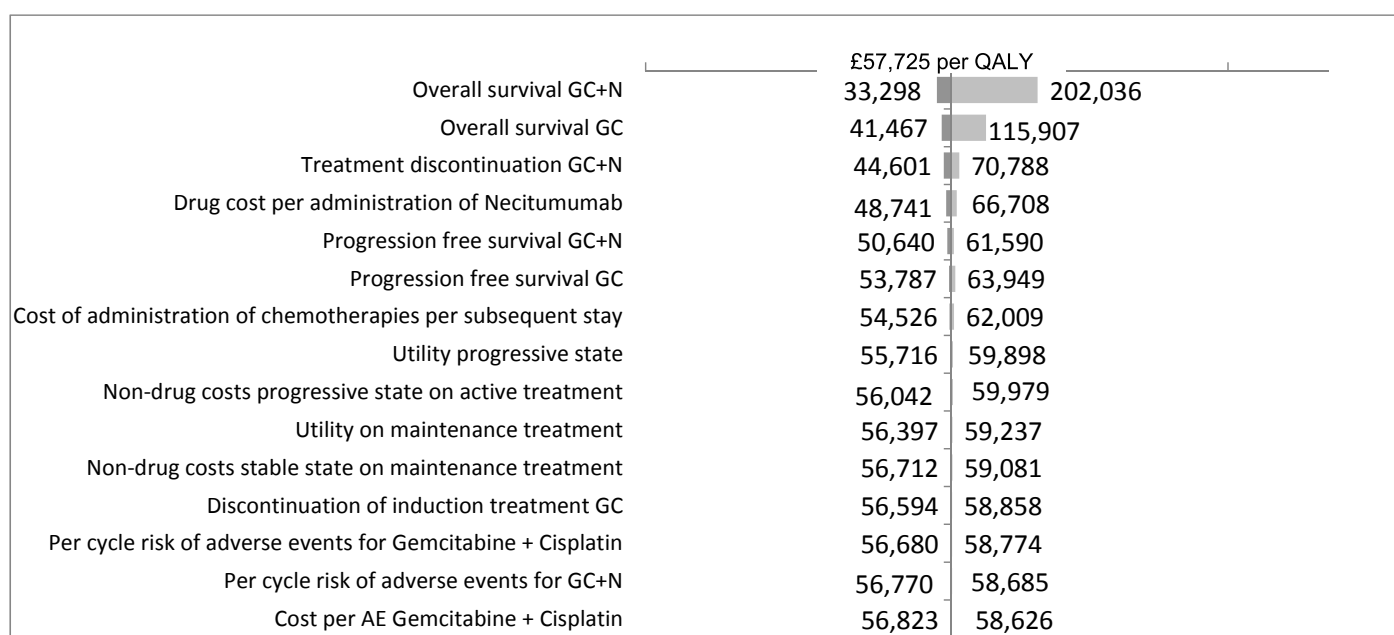 £57,725 per QALY
Overall survival GC+N 33,298 202,036
Overall survival GC 41,467 115,907
Treatment discontinuation GC+N 44,601 70,788
Drug cost per administration of Necitumumab 48,741 66,708
Progression free survival GC+N 50,640 61,590
Progression free survival GC 53,787 63,949
Cost of administration of chemotherapies per subsequent stay 54,526 62,009
Utility progressive state 55,716 59,898
Non-drug costs progressive state on active treatment 56,042 59,979
Utility on maintenance treatment 56,397 59,237
Non-drug costs stable state on maintenance treatment 56,712 59,081
Discontinuation of induction treatment GC 56,594 58,858
Per cycle risk of adverse events for Gemcitabine + Cisplatin 56,680 58,774
Per cycle risk of adverse events for GC+N 56,770 58,685
Cost per AE Gemcitabine + Cisplatin 56,823 58,626